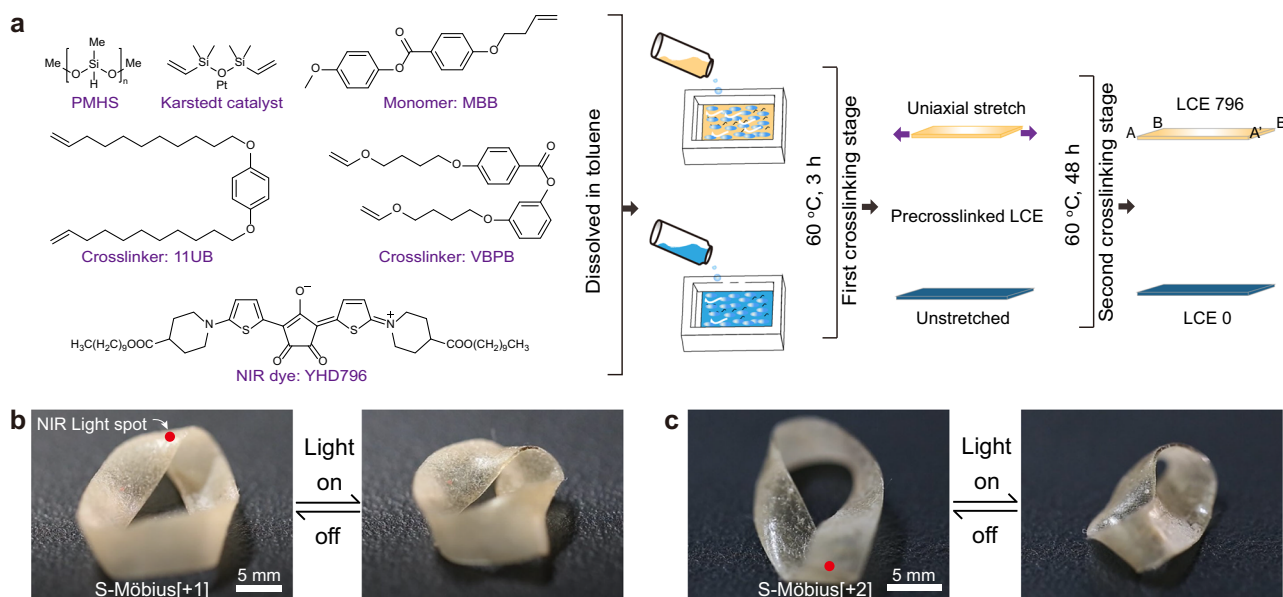 a
Me
Me
Si
O
O
Me
H
n
PMHS
Si
Si
O
Pt
Karstedt catalyst
O
O
O
O
Monomer: MBB
O
O
Crosslinker: 11UB
O
O
O
O
O
O
Crosslinker: VBPB
O−
N
S
S
N
+
H3C(H2C)9OOC
COO(CH2)9CH3
O
O
NIR dye: YHD796
Dissolved in toluene
60 °C, 3 h
First crosslinking stage
Uniaxial stretch
Precrosslinked LCE
Unstretched
60 °C, 48 h
Second crosslinking stage
LCE 796
A
B
A'
B
LCE 0
b
NIR Light spot
S-Möbius[+1]
5 mm
Light
on
off
c
S-Möbius[+2]
5 mm
Light
on
off